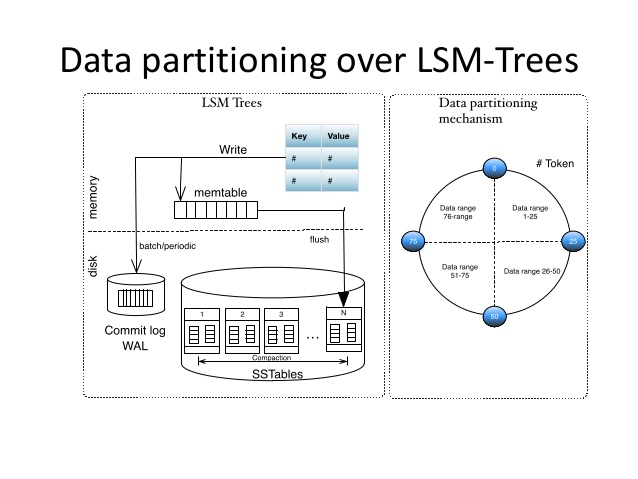 Data partitioning over LSM-Trees
LSM Trees
Key Value
# #
# #
Write
memtable
memory
disk
batch/periodic
flush
Commit log
WAL
1 2 3 ... N
Compaction
SSTables
Data partitioning
mechanism
# Token
0
25
50
75
Data range
76-range
Data range
1-25
Data range
51-75
Data range 26-50